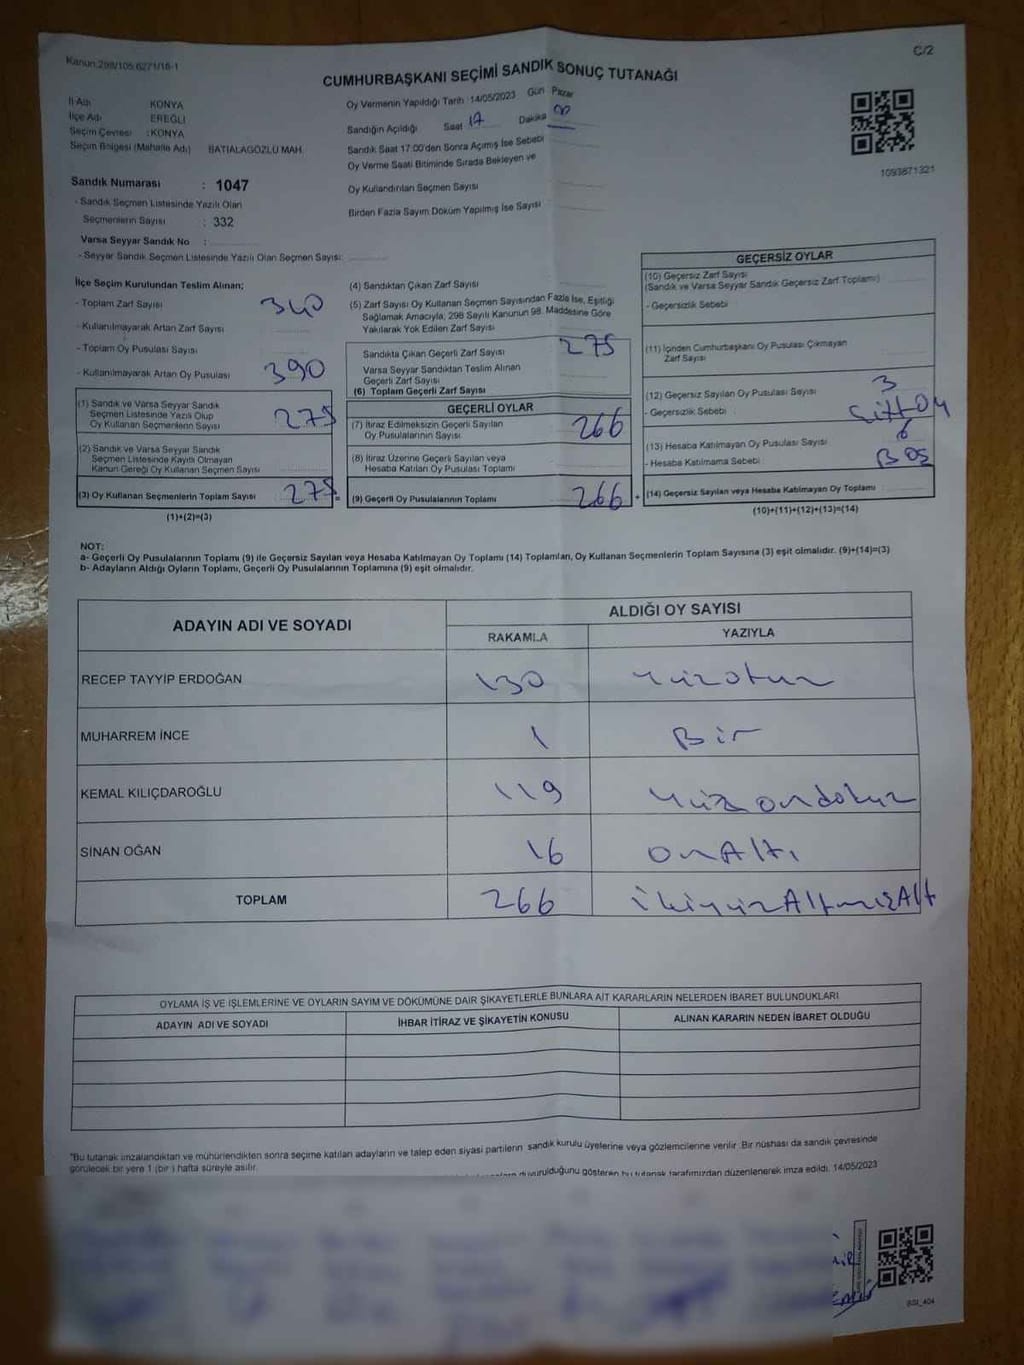 Kanun:298/105,6271/18-1
C/2
CUMHURBAŞKANI SEÇİMİ SANDIK SONUÇ TUTANAĞI
İl Adı KONYA
İlçe Adı EREĞLİ
Seçim Çevresi :KONYA
Seçim Bölgesi (Mahalle Adı) BATIALAGÖZLÜ MAH.
Oy Vermenin Yapıldığı Tarih :14/05/2023 Gün Pazar
Sandığın Açıldığı Saat 17 Dakika 00
Sandık Saat 17:00'den Sonra Açımış İse Sebebi
Oy Verme Saati Bitiminde Sırada Bekleyen ve
Oy Kullandırılan Seçmen Sayısı
Birden Fazla Sayım Döküm Yapılmış İse Sayısı
1093871321
Sandık Numarası : 1047
- Sandık Seçmen Listesinde Yazılı Olan
Seçmenlerin Sayısı : 332
Varsa Seyyar Sandık No :
- Seyyar Sandık Seçmen Listesinde Yazılı Olan Seçmen Sayısı:
İlçe Seçim Kurulundan Teslim Alınan;
- Toplam Zarf Sayısı 340
- Kullanılmayarak Artan Zarf Sayısı
- Toplam Oy Pusulası Sayısı
- Kullanılmayarak Artan Oy Pusulası 390
(1) Sandık ve Varsa Seyyar Sandık
Seçmen Listesinde Yazılı Olup
Oy Kullanan Seçmenlerin Sayısı 275
(2) Sandık ve Varsa Seyyar Sandık
Seçmen Listesinde Kayıtlı Olmayan
Kanun Gereği Oy Kullanan Seçmen Sayısı
(3) Oy Kullanan Seçmenlerin Toplam Sayısı 275
(1)+(2)=(3)
(4) Sandıktan Çıkan Zarf Sayısı
(5) Zarf Sayısı Oy Kullanan Seçmen Sayısından Fazla İse, Eşitliği
Sağlamak Amacıyla, 298 Sayılı Kanunun 98. Maddesine Göre
Yakılarak Yok Edilen Zarf Sayısı
Sandıkta Çıkan Geçerli Zarf Sayısı 275
Varsa Seyyar Sandıktan Teslim Alınan
Geçerli Zarf Sayısı
(6) Toplam Geçerli Zarf Sayısı
GEÇERLİ OYLAR
(7) İtiraz Edilmeksizin Geçerli Sayılan
Oy Pusulalarının Sayısı 266
(8) İtiraz Üzerine Geçerli Sayılan veya
Hesaba Katılan Oy Pusulası Toplamı
(9) Geçerli Oy Pusulalarının Toplamı 266 +
GEÇERSİZ OYLAR
(10) Geçersiz Zarf Sayısı
(Sandık ve Varsa Seyyar Sandık Geçersiz Zarf Toplamı)
- Geçersizlik Sebebi
(11) İçinden Cumhurbaşkanı Oy Pusulası Çıkmayan
Zarf Sayısı
(12) Geçersiz Sayılan Oy Pusulası Sayısı 3
- Geçersizlik Sebebi ÇİFT OY
(13) Hesaba Katılmayan Oy Pusulası Sayısı 6
- Hesaba Katılmama Sebebi BOŞ
(14) Geçersiz Sayılan veya Hesaba Katılmayan Oy Toplamı
(10)+(11)+(12)+(13)=(14)
NOT:
a- Geçerli Oy Pusulalarının Toplamı (9) ile Geçersiz Sayılan veya Hesaba Katılmayan Oy Toplamı (14) Toplamları, Oy Kullanan Seçmenlerin Toplam Sayısına (3) eşit olmalıdır. (9)+(14)=(3)
b- Adayların Aldığı Oyların Toplamı, Geçerli Oy Pusulalarının Toplamına (9) eşit olmalıdır.
ADAYIN ADI VE SOYADI ALDIĞI OY SAYISI
RAKAMLA YAZIYLA
RECEP TAYYİP ERDOĞAN 130 Yüzotuz
MUHARREM İNCE 1 Bir
KEMAL KILIÇDAROĞLU 119 Yüzondokuz
SİNAN OĞAN 16 onAltı
TOPLAM 266 ikiyüzAltmışAlt
OYLAMA İŞ VE İŞLEMLERİNE VE OYLARIN SAYIM VE DÖKÜMÜNE DAİR ŞİKAYETLERLE BUNLARA AİT KARARLARIN NELERDEN İBARET BULUNDUKLARI
ADAYIN ADI VE SOYADI İHBAR İTİRAZ VE ŞİKAYETİN KONUSU ALINAN KARARIN NEDEN İBARET OLDUĞU
"Bu tutanak imzalandıktan ve mühürlendikten sonra seçime katılan adayların ve talep eden siyasi partilerin sandık kurulu üyelerine veya gözlemcilerine verilir. Bir nüshası da sandık çevresinde
görülecek bir yere 1 (bir ) hafta süreyle asılır.
duyurulduğunu gösteren bu tutanak tarafımızdan düzenlenerek imza edildi. 14/05/2023